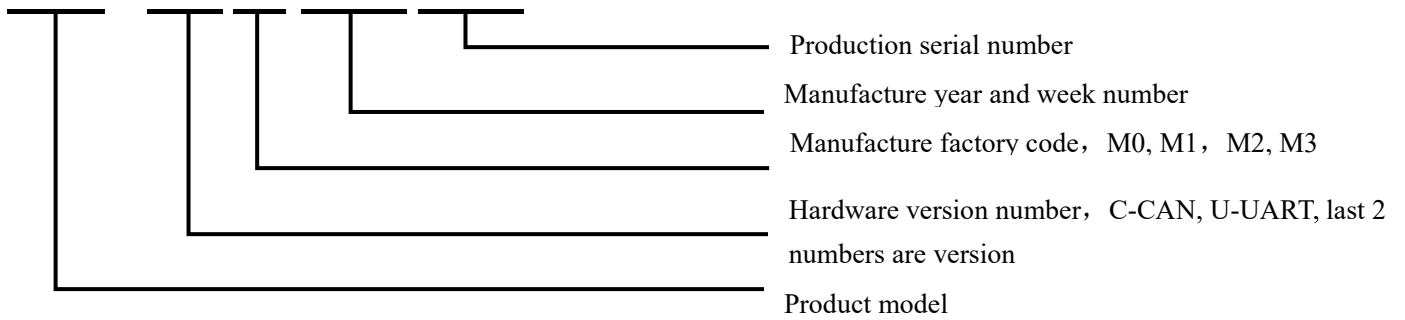 Production serial number
Manufacture year and week number
Manufacture factory code，M0, M1，M2, M3
Hardware version number，C-CAN, U-UART, last 2
numbers are version
Product model